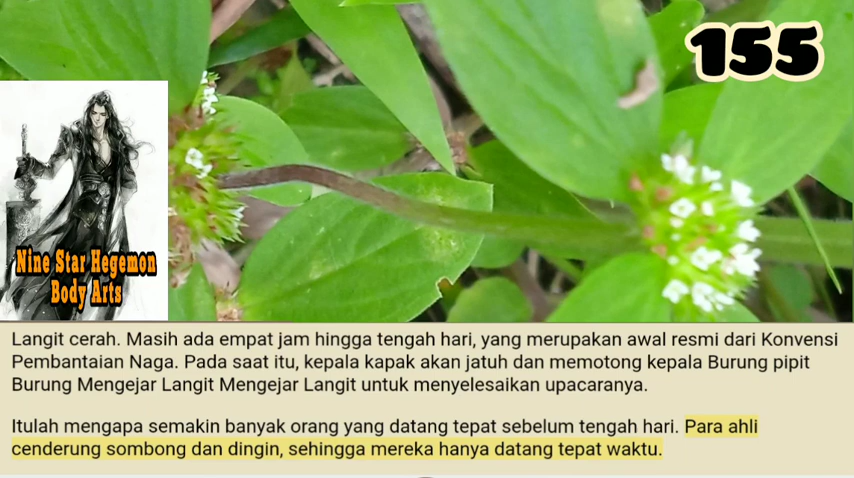 155
Nine Star Hegemon
Body Arts
Langit cerah. Masih ada empat jam hingga tengah hari, yang merupakan awal resmi dari Konvensi
Pembantaian Naga. Pada saat itu, kepala kapak akan jatuh dan memotong kepala Burung pipit
Burung Mengejar Langit Mengejar Langit untuk menyelesaikan upacaranya.
Itulah mengapa semakin banyak orang yang datang tepat sebelum tengah hari. Para ahli
cenderung sombong dan dingin, sehingga mereka hanya datang tepat waktu.